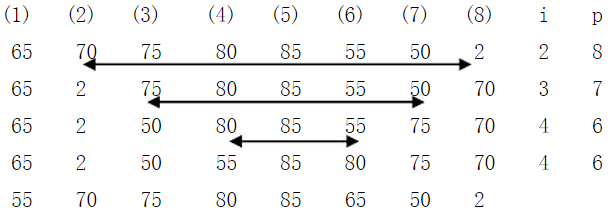 (1) (2) (3) (4) (5) (6) (7) (8) i p
65 70 75 80 85 55 50 2 2 8
65 2 75 80 85 55 50 70 3 7
65 2 50 80 85 55 75 70 4 6
65 2 50 55 85 80 75 70 4 6
55 70 75 80 85 65 50 2